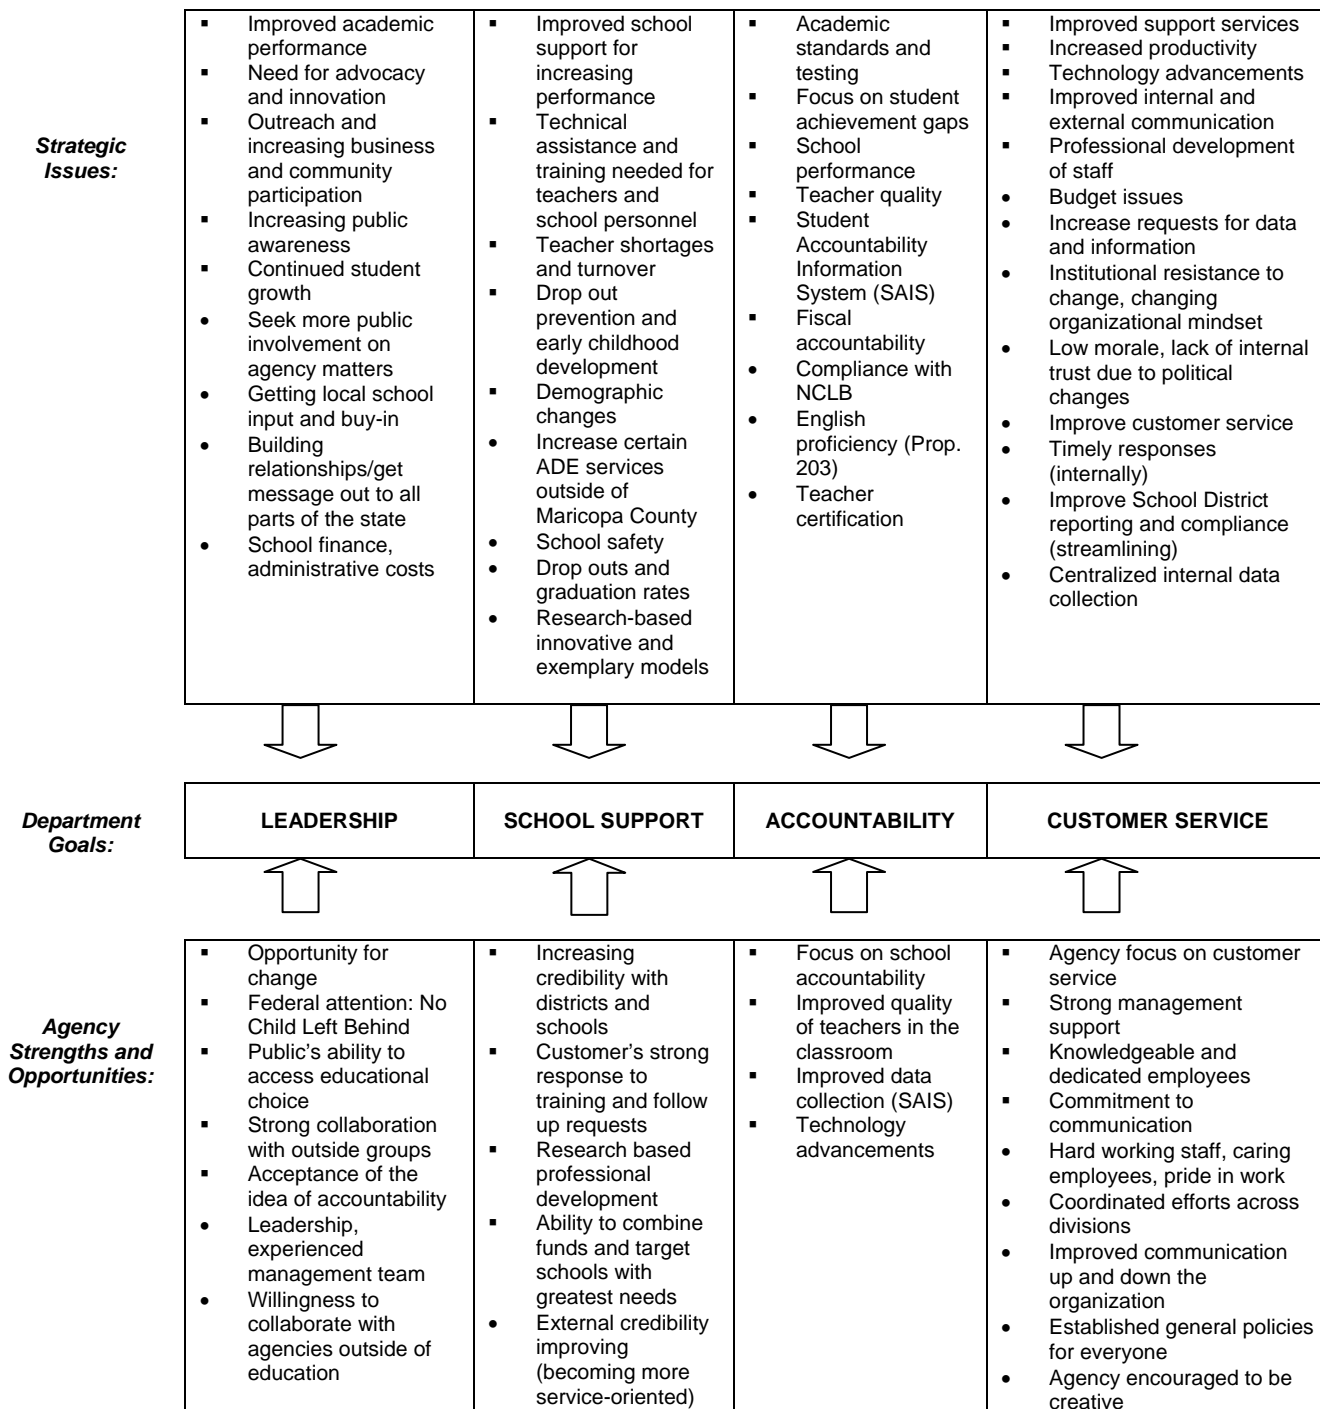 Strategic
Issues:
▪ Improved academic
performance
▪ Need for advocacy
and innovation
▪ Outreach and
increasing business
and community
participation
▪ Increasing public
awareness
▪ Continued student
growth
• Seek more public
involvement on
agency matters
• Getting local school
input and buy-in
• Building
relationships/get
message out to all
parts of the state
• School finance,
administrative costs
▪ Improved school
support for
increasing
performance
▪ Technical
assistance and
training needed for
teachers and
school personnel
▪ Teacher shortages
and turnover
▪ Drop out
prevention and
early childhood
development
▪ Demographic
changes
• Increase certain
ADE services
outside of
Maricopa County
• School safety
• Drop outs and
graduation rates
• Research-based
innovative and
exemplary models
▪ Academic
standards and
testing
▪ Focus on student
achievement gaps
▪ School
performance
▪ Teacher quality
▪ Student
Accountability
Information
System (SAIS)
▪ Fiscal
accountability
• Compliance with
NCLB
• English
proficiency (Prop.
203)
• Teacher
certification
▪ Improved support services
▪ Increased productivity
▪ Technology advancements
▪ Improved internal and
external communication
▪ Professional development
of staff
• Budget issues
• Increase requests for data
and information
• Institutional resistance to
change, changing
organizational mindset
• Low morale, lack of internal
trust due to political
changes
• Improve customer service
• Timely responses
(internally)
• Improve School District
reporting and compliance
(streamlining)
• Centralized internal data
collection
Department
Goals:
LEADERSHIP
SCHOOL SUPPORT
ACCOUNTABILITY
CUSTOMER SERVICE
Agency
Strengths and
Opportunities:
▪ Opportunity for
change
▪ Federal attention: No
Child Left Behind
▪ Public's ability to
access educational
choice
▪ Strong collaboration
with outside groups
▪ Acceptance of the
idea of accountability
• Leadership,
experienced
management team
• Willingness to
collaborate with
agencies outside of
education
▪ Increasing
credibility with
districts and
schools
▪ Customer's strong
response to
training and follow
up requests
▪ Research based
professional
development
▪ Ability to combine
funds and target
schools with
greatest needs
• External credibility
improving
(becoming more
service-oriented)
▪ Focus on school
accountability
▪ Improved quality
of teachers in the
classroom
▪ Improved data
collection (SAIS)
▪ Technology
advancements
▪ Agency focus on customer
service
▪ Strong management
support
▪ Knowledgeable and
dedicated employees
▪ Commitment to
communication
• Hard working staff, caring
employees, pride in work
• Coordinated efforts across
divisions
• Improved communication
up and down the
organization
• Established general policies
for everyone
• Agency encouraged to be
creative